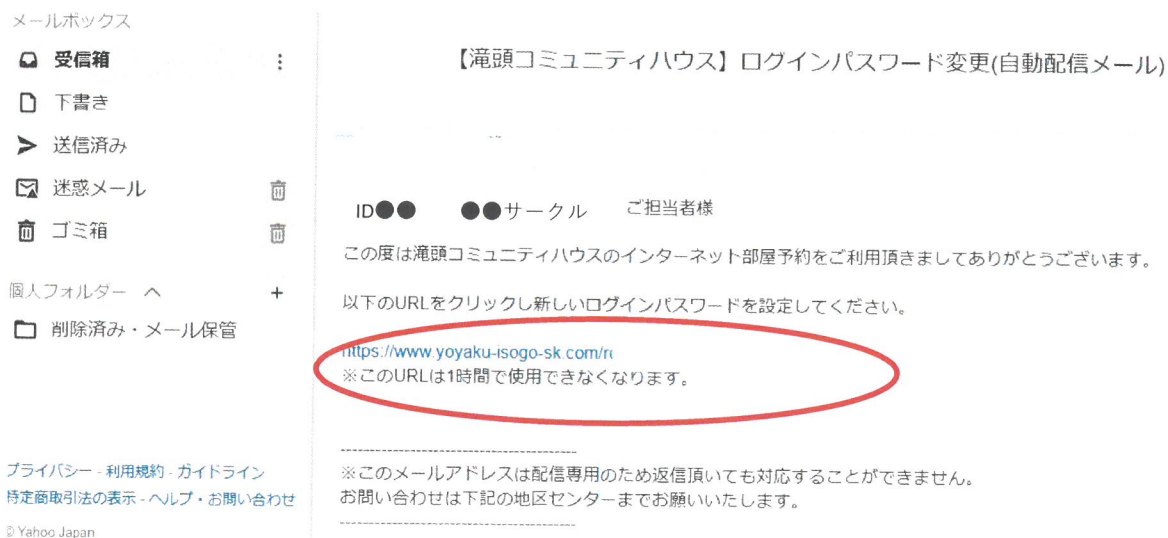 メールボックス
受信箱
下書き
送信済み
迷惑メール
ゴミ箱
個人フォルダー
削除済み・メール保管
プライバシー - 利用規約 - ガイドライン
特定商取引法の表示 - ヘルプ・お問い合わせ
© Yahoo Japan
【滝頭コミュニティハウス】ログインパスワード変更(自動配信メール)
ID●● ●●サークル ご担当者様
この度は滝頭コミュニティハウスのインターネット部屋予約をご利用頂きましてありがとうございます。
以下のURLをクリックし新しいログインパスワードを設定してください。
https://www.yoyaku-isogo-sk.com/r
※このURLは1時間で使用できなくなります。
----------------------------------------
※このメールアドレスは配信専用のため返信頂いても対応することができません。
お問い合わせは下記の地区センターまでお願いいたします。
----------------------------------------